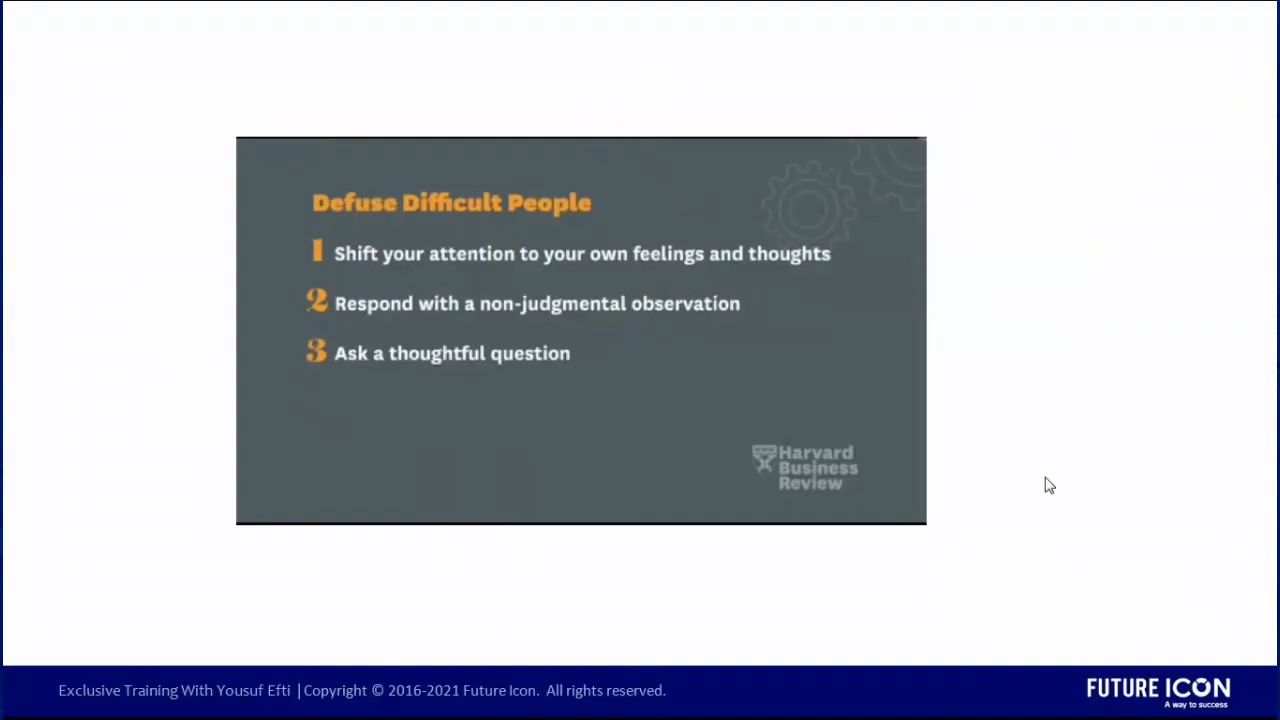 Defuse Difficult People
1 Shift your attention to your own feelings and thoughts
2 Respond with a non-judgmental observation
3 Ask a thoughtful question
Harvard
Business
Review
Exclusive Training With Yousuf Efti |Copyright © 2016-2021 Future Icon. All rights reserved.
FUTURE ICON
A way to success